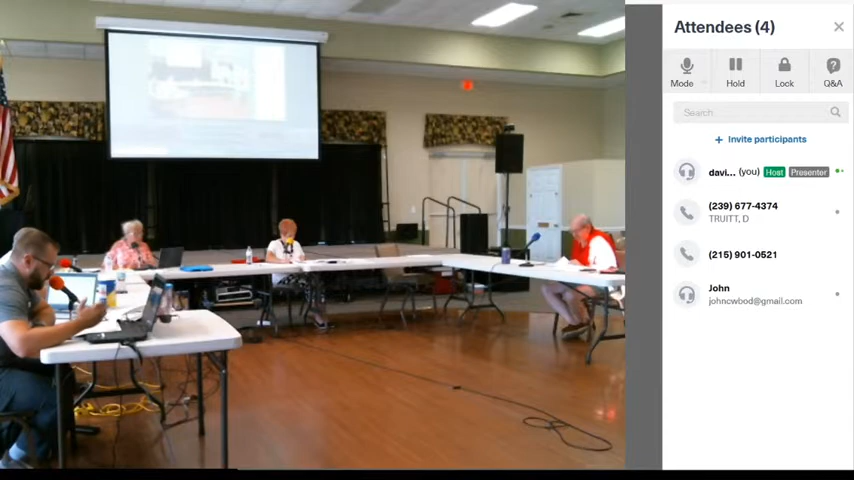 Attendees (4)
Mode
Hold
Lock
Q&A
Search
+ Invite participants
davi... (you) Host Presenter
(239) 677-4374
TRUITT, D
(215) 901-0521
John
johncwbod@gmail.com